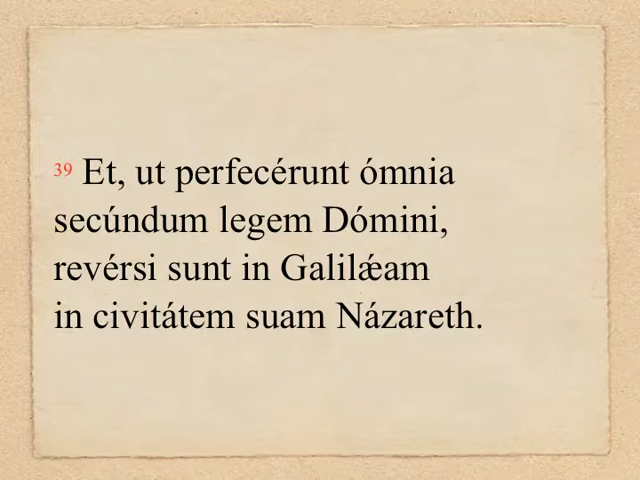 39 Et, ut perfecérunt ómnia
secúndum legem Dómini,
revérsi sunt in Galilǽam
in civitátem suam Názareth.